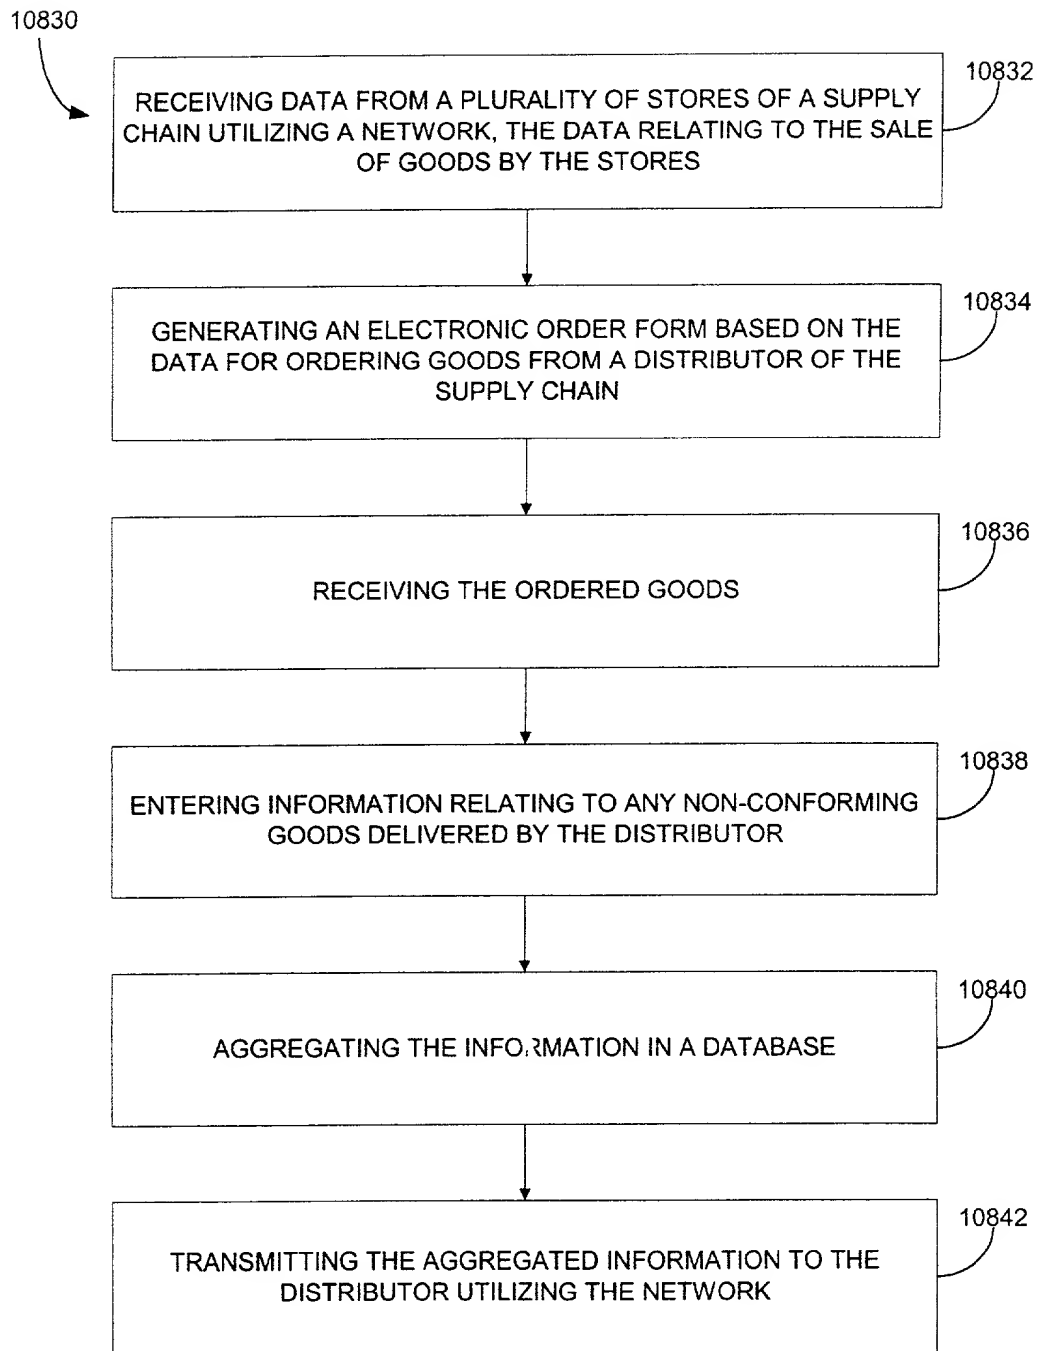 10830
10832
RECEIVING DATA FROM A PLURALITY OF STORES OF A SUPPLY
CHAIN UTILIZING A NETWORK, THE DATA RELATING TO THE SALE
OF GOODS BY THE STORES
10834
GENERATING AN ELECTRONIC ORDER FORM BASED ON THE
DATA FOR ORDERING GOODS FROM A DISTRIBUTOR OF THE
SUPPLY CHAIN
10836
RECEIVING THE ORDERED GOODS
10838
ENTERING INFORMATION RELATING TO ANY NON-CONFORMING
GOODS DELIVERED BY THE DISTRIBUTOR
10840
AGGREGATING THE INFORMATION IN A DATABASE
10842
TRANSMITTING THE AGGREGATED INFORMATION TO THE
DISTRIBUTOR UTILIZING THE NETWORK